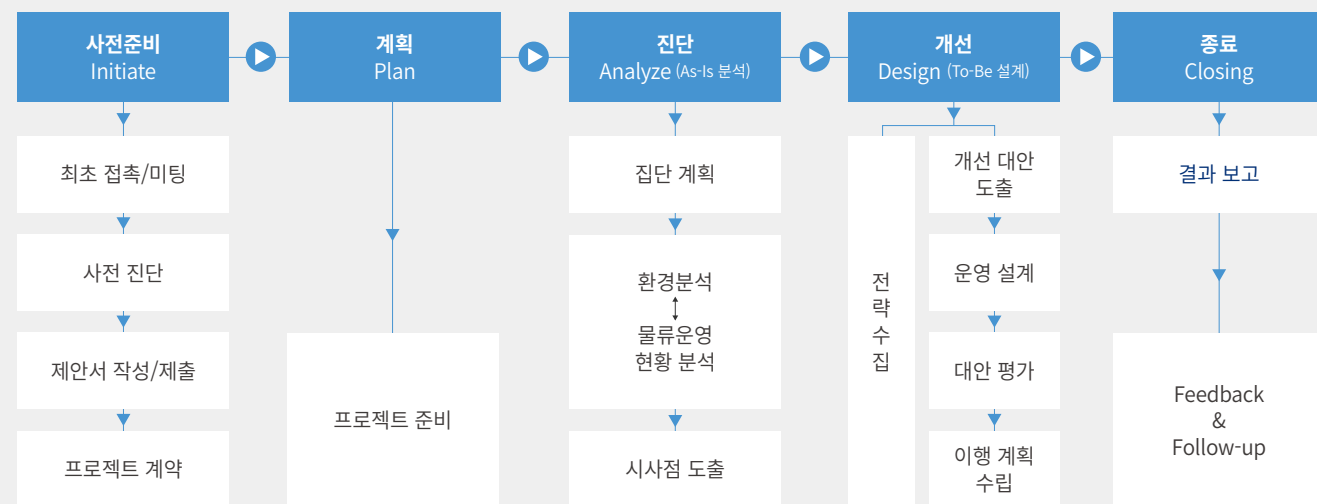 사전준비
Initiate
계획
Plan
진단
Analyze (As-Is 분석)
개선
Design (To-Be 설계)
종료
Closing
최초 접촉/미팅
사전 진단
제안서 작성/제출
프로젝트 계약
프로젝트 준비
집단 계획
환경분석
물류운영
현황 분석
시사점 도출
전
략
수
집
개선 대안
도출
운영 설계
대안 평가
이행 계획
수립
결과 보고
Feedback
&
Follow-up